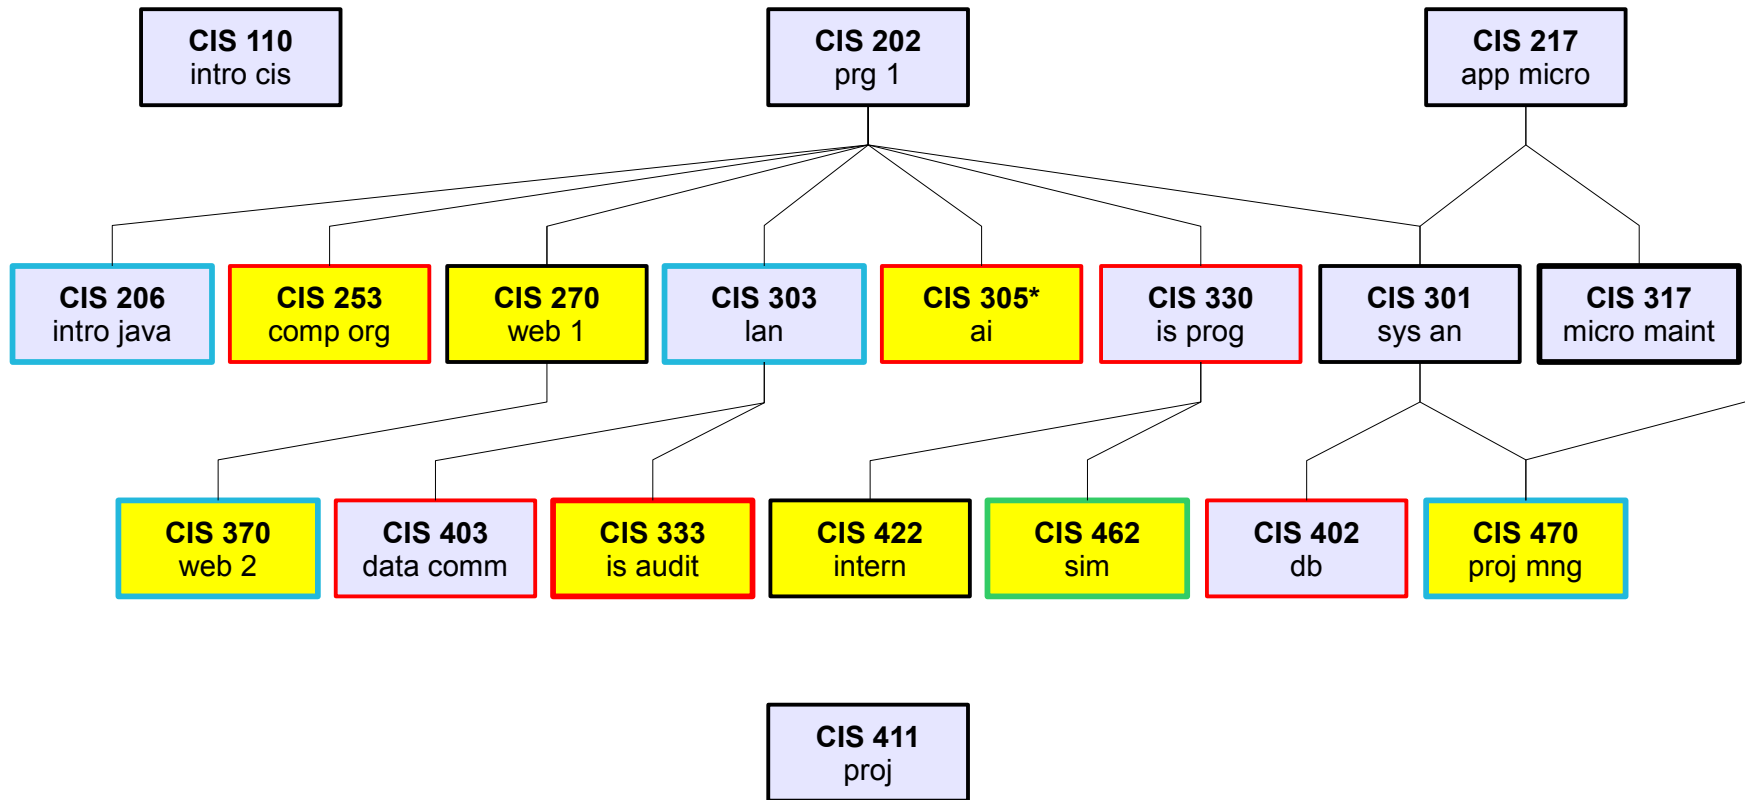 CIS 110
intro cis
CIS 202
prg 1
CIS 217
app micro
CIS 206
intro java
CIS 253
comp org
CIS 270
web 1
CIS 303
lan
CIS 305*
ai
CIS 330
is prog
CIS 301
sys an
CIS 317
micro maint
CIS 370
web 2
CIS 403
data comm
CIS 333
is audit
CIS 422
intern
CIS 462
sim
CIS 402
db
CIS 470
proj mng
CIS 411
proj